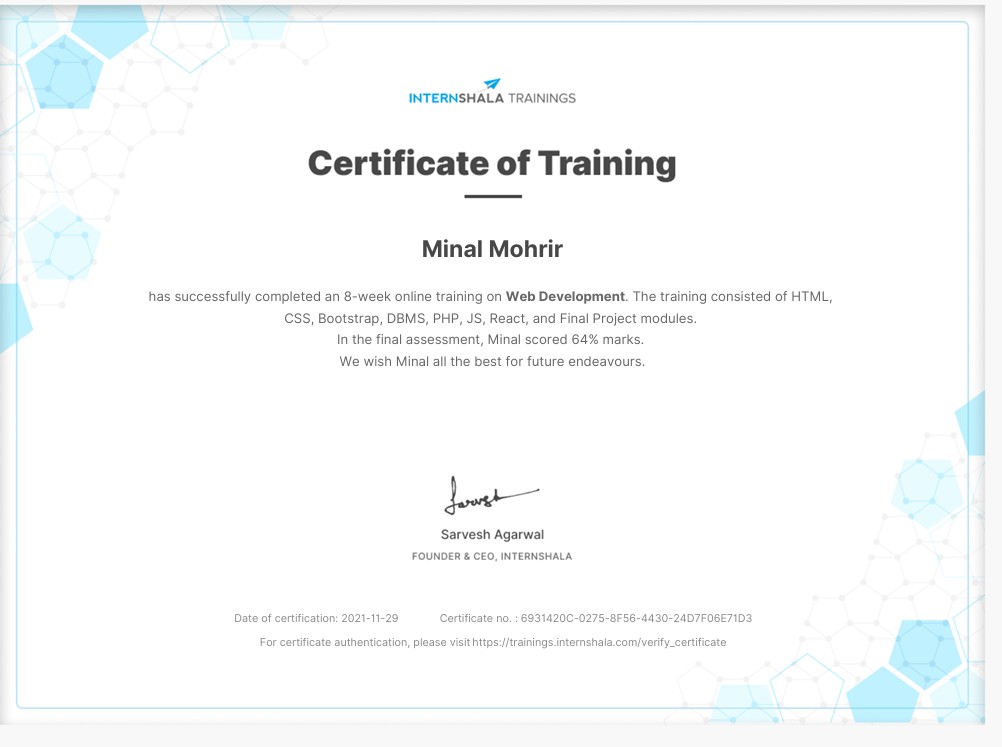 INTERNSHALA TRAININGS
Certificate of Training
Minal Mohrir
has successfully completed an 8-week online training on Web Development. The training consisted of HTML,
CSS, Bootstrap, DBMS, PHP, JS, React, and Final Project modules.
In the final assessment, Minal scored 64% marks.
We wish Minal all the best for future endeavours.
Sarvesh
Sarvesh Agarwal
FOUNDER & CEO, INTERNSHALA
Date of certification: 2021-11-29 Certificate no. : 6931420C-0275-8F56-4430-24D7F06E71D3
For certificate authentication, please visit https://trainings.internshala.com/verify_certificate